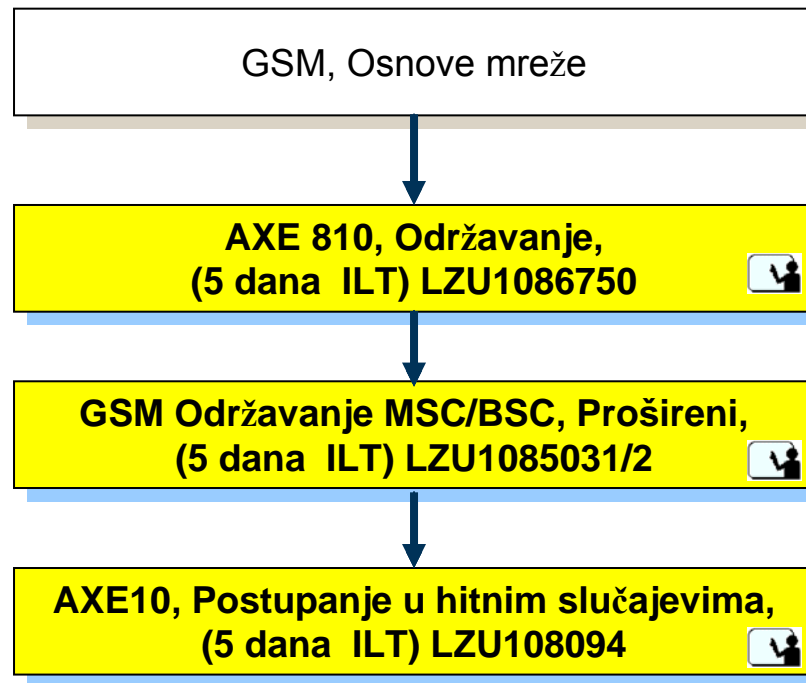 GSM, Osnove mreže
AXE 810, Održavanje,
(5 dana ILT) LZU1086750
GSM Održavanje MSC/BSC, Prošireni,
(5 dana ILT) LZU1085031/2
AXE10, Postupanje u hitnim slučajevima,
(5 dana ILT) LZU108094